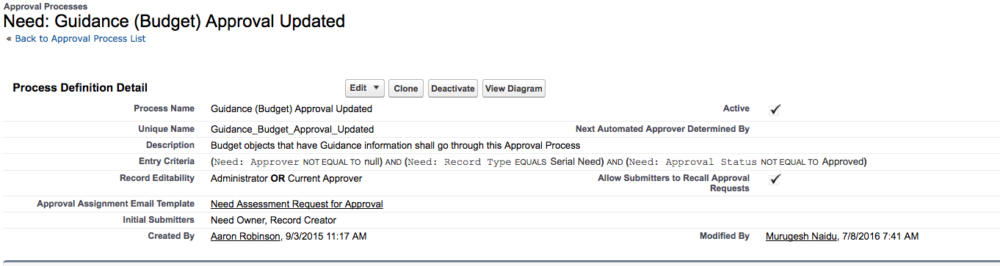 Approval Processes
Need: Guidance (Budget) Approval Updated
« Back to Approval Process List
Process Definition Detail
Edit ▼ Clone Deactivate View Diagram
Process Name Guidance (Budget) Approval Updated Active ✓
Unique Name Guidance_Budget_Approval_Updated Next Automated Approver Determined By
Description Budget objects that have Guidance information shall go through this Approval Process
Entry Criteria (Need: Approver NOT EQUAL TO null) AND (Need: Record Type EQUALS Serial Need) AND (Need: Approval Status NOT EQUAL TO Approved)
Record Editability Administrator OR Current Approver Allow Submitters to Recall Approval
Requests ✓
Approval Assignment Email Template Need Assessment Request for Approval
Initial Submitters Need Owner, Record Creator
Created By Aaron Robinson, 9/3/2015 11:17 AM Modified By Murugesh Naidu, 7/8/2016 7:41 AM